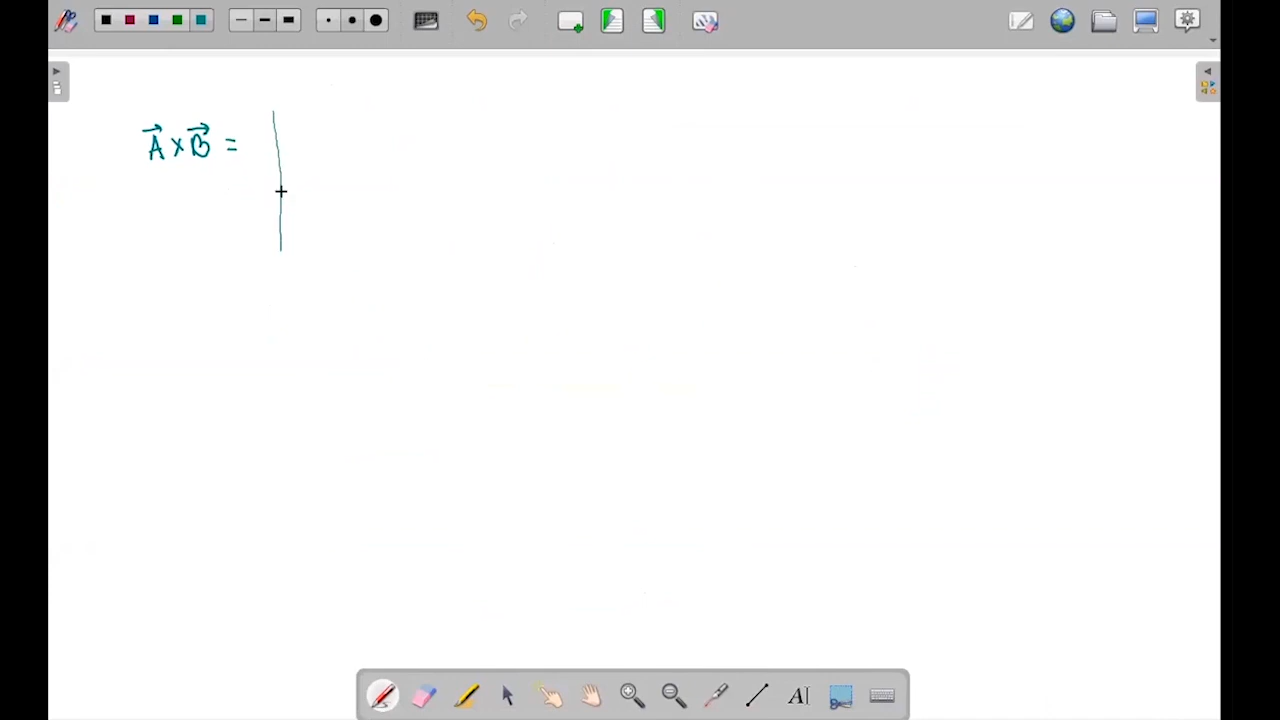 A⃗ × B⃗ =